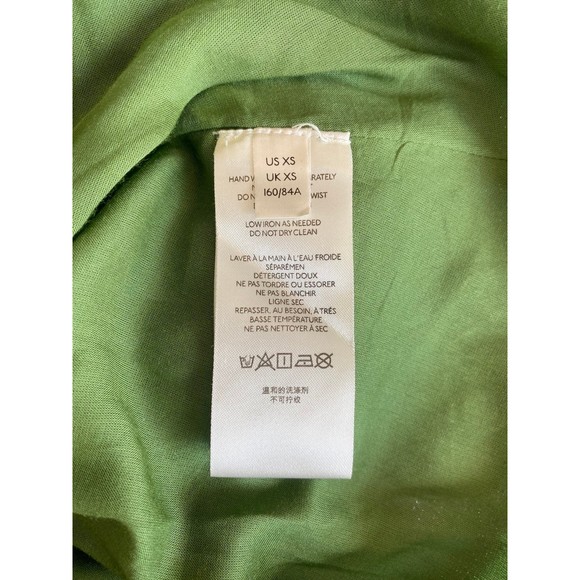 US XS
UK XS
160/84A
HAND
DO
LOW IRON AS NEEDED
DO NOT DRY CLEAN
LAVER À LA MAIN À L'EAU FROIDE
SÉPARÉMEN
DÉTERGENT DOUX
NE PAS TORDRE OU ESSORER
NE PAS BLANCHIR
LIGNE SEC
REPASSER, AU BESOIN, À TRÈS
BASSE TEMPÉRATURE
NE PAS NETTOYER À SEC
温和的洗涤剂
不可拧绞